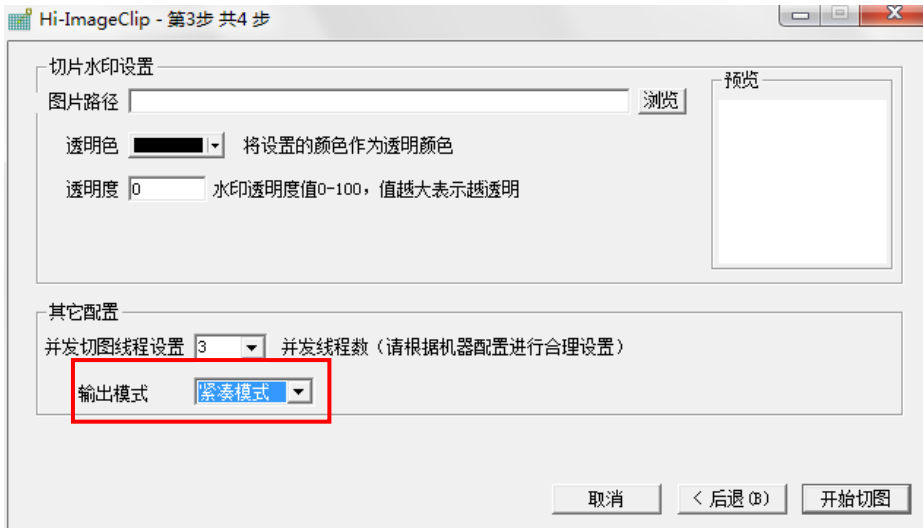 Hi-ImageClip - 第3步 共4 步
切片水印设置
预览
图片路径 浏览
透明色 将设置的颜色作为透明颜色
透明度 0 水印透明度值0-100，值越大表示越透明
其它配置
并发切图线程设置 3 并发线程数（请根据机器配置进行合理设置）
输出模式 紧凑模式
取消 < 后退(B) 开始切图